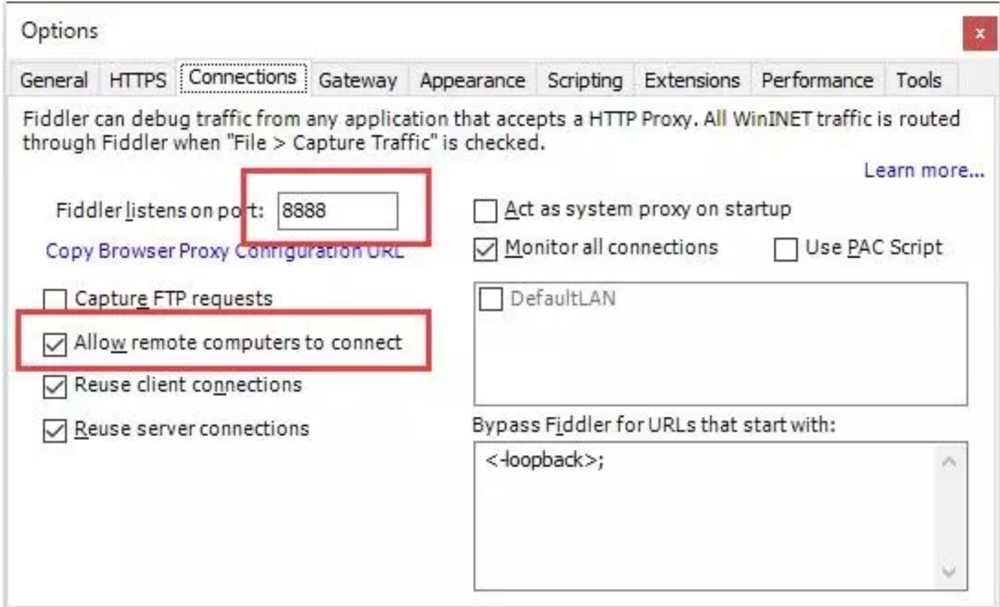 Options
x
General HTTPS Connections Gateway Appearance Scripting Extensions Performance Tools
Fiddler can debug traffic from any application that accepts a HTTP Proxy. All WinINET traffic is routed
through Fiddler when "File > Capture Traffic" is checked.
Learn more...
Fiddler listens on port: 8888
Copy Browser Proxy Configuration URL
Capture FTP requests
Allow remote computers to connect
Reuse client connections
Reuse server connections
Act as system proxy on startup
Monitor all connections Use PAC Script
DefaultLAN
Bypass Fiddler for URLs that start with:
<-loopback>;